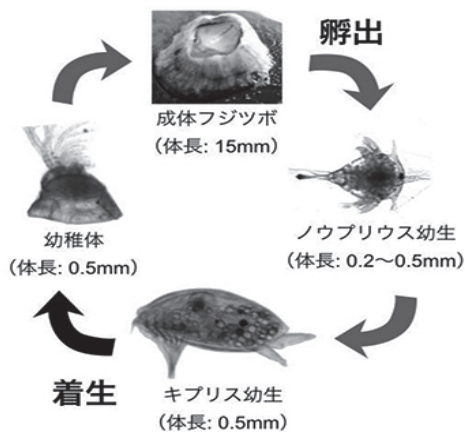 孵出
成体フジツボ
（体長: 15mm）
ノウプリウス幼生
（体長: 0.2〜0.5mm）
幼稚体
（体長: 0.5mm）
着生
キプリス幼生
（体長: 0.5mm）